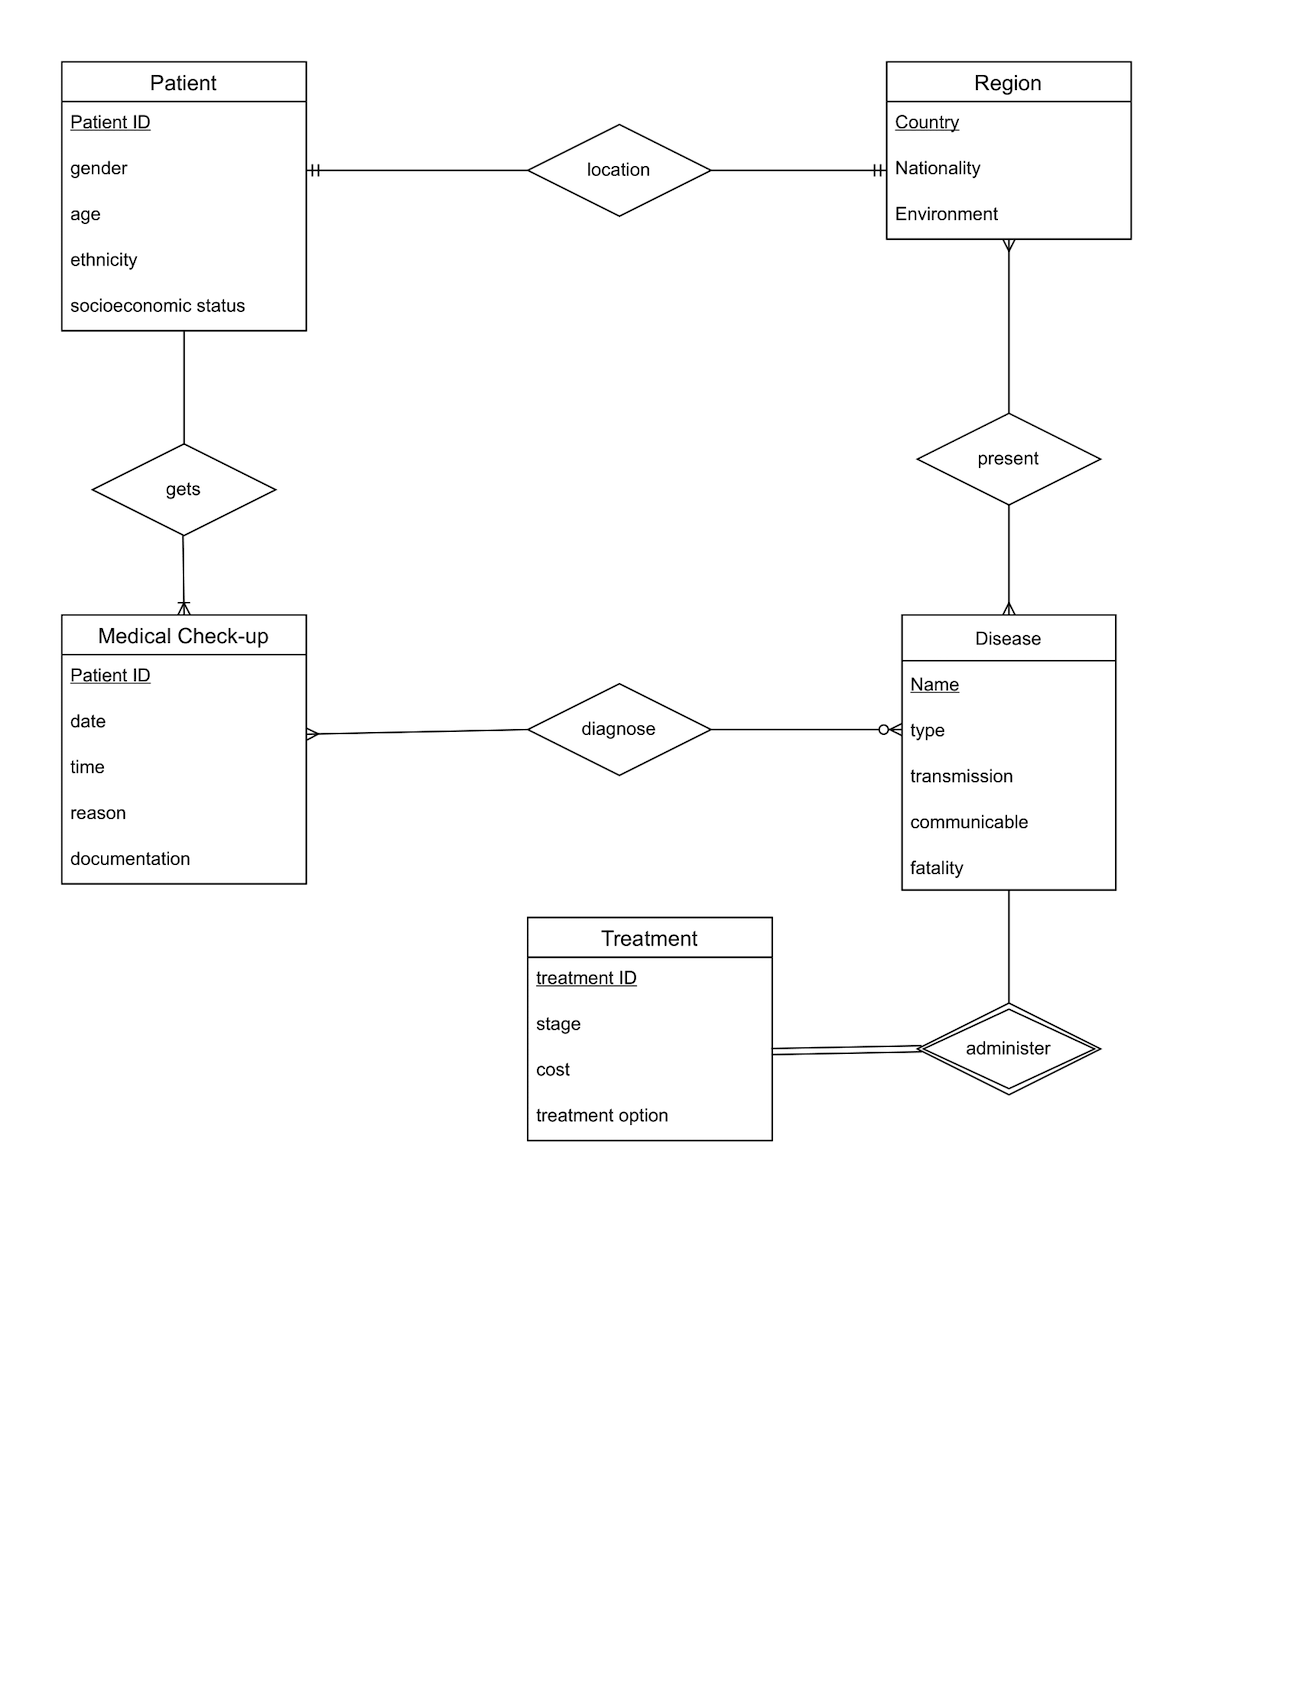 Patient
Patient ID
gender
age
ethnicity
socioeconomic status
location
Region
Country
Nationality
Environment
gets
present
Medical Check-up
Patient ID
date
time
reason
documentation
diagnose
Disease
Name
type
transmission
communicable
fatality
Treatment
treatment ID
stage
cost
treatment option
administer